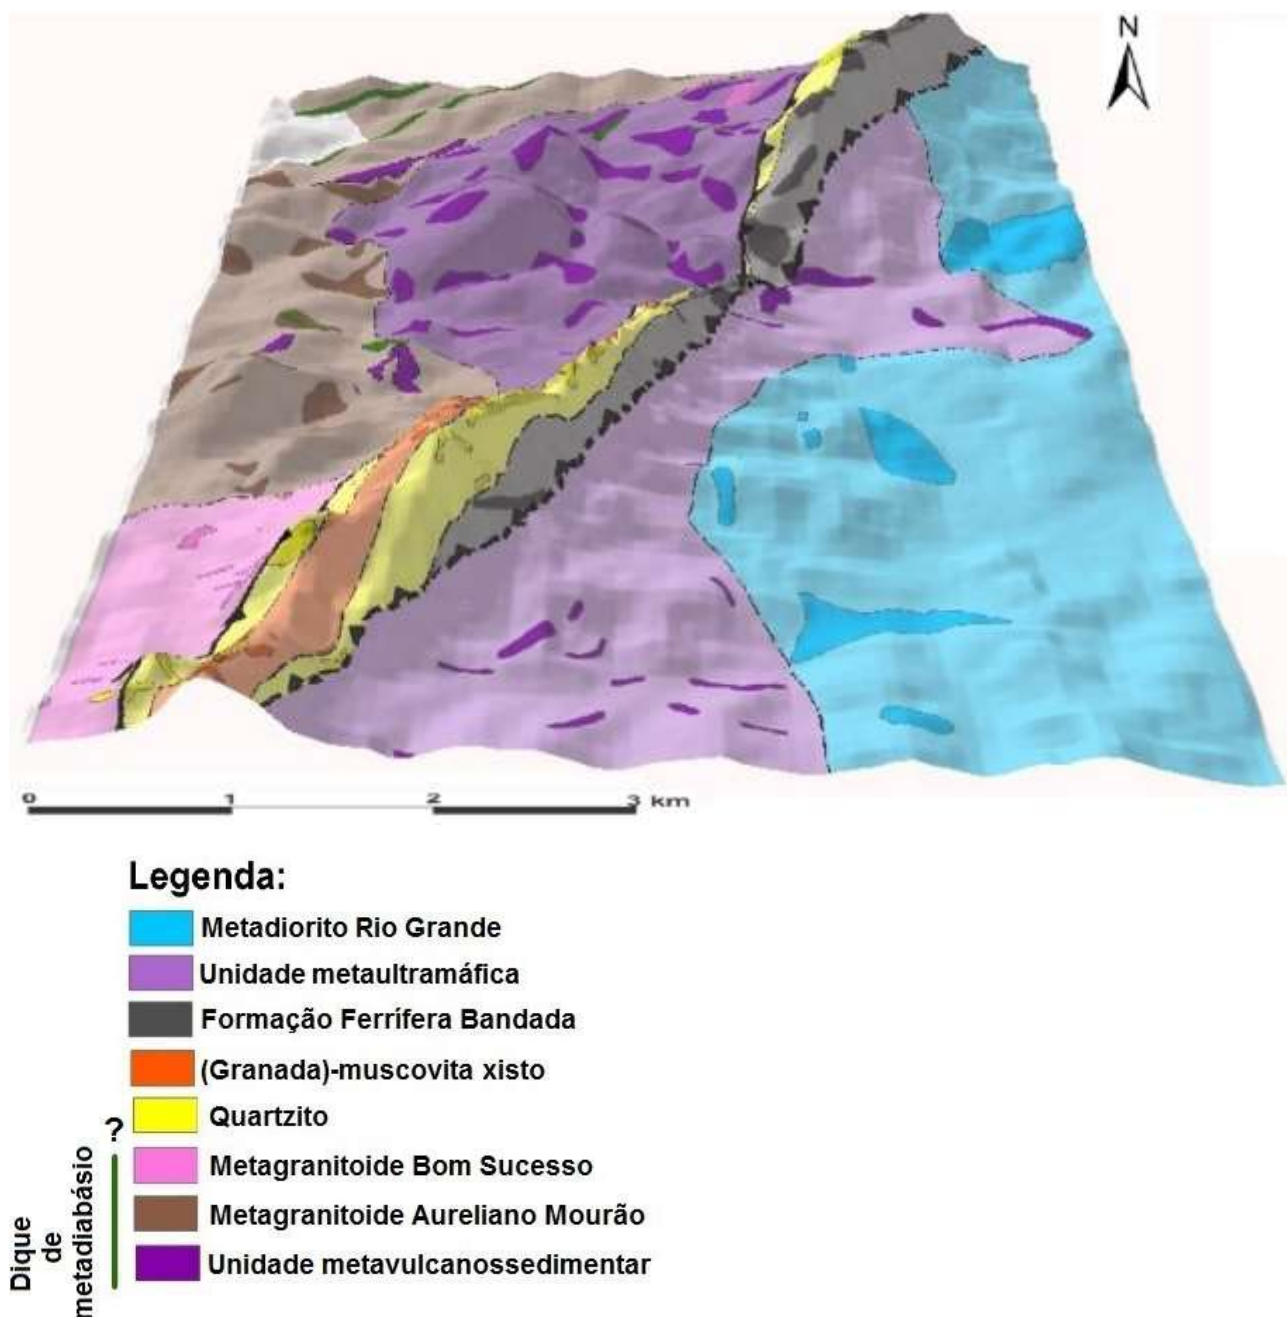 N
0 1 2 3 km
Legenda:
Metadiorito Rio Grande
Unidade metaultramáfica
Formação Ferrífera Bandada
(Granada)-muscovita xisto
Quartzito
?
Metagranitoide Bom Sucesso
Metagranitoide Aureliano Mourão
Unidade metavulcanossedimentar
Dique
de
metadiabásio